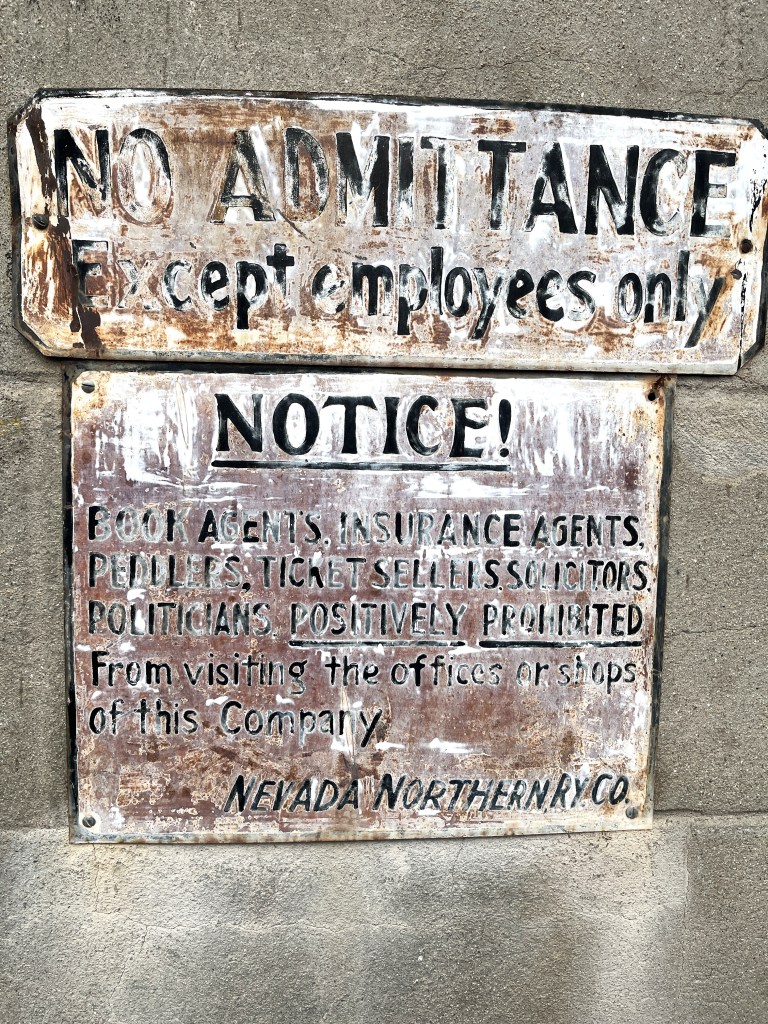 NO ADMITTANCE
Except employees only
NOTICE!
BOOK AGENTS, INSURANCE AGENTS,
PEDDLERS, TICKET SELLERS, SOLICITORS,
POLITICIANS, POSITIVELY PROHIBITED
From visiting the offices or shops
of this Company
NEVADA NORTHERN RY. CO.